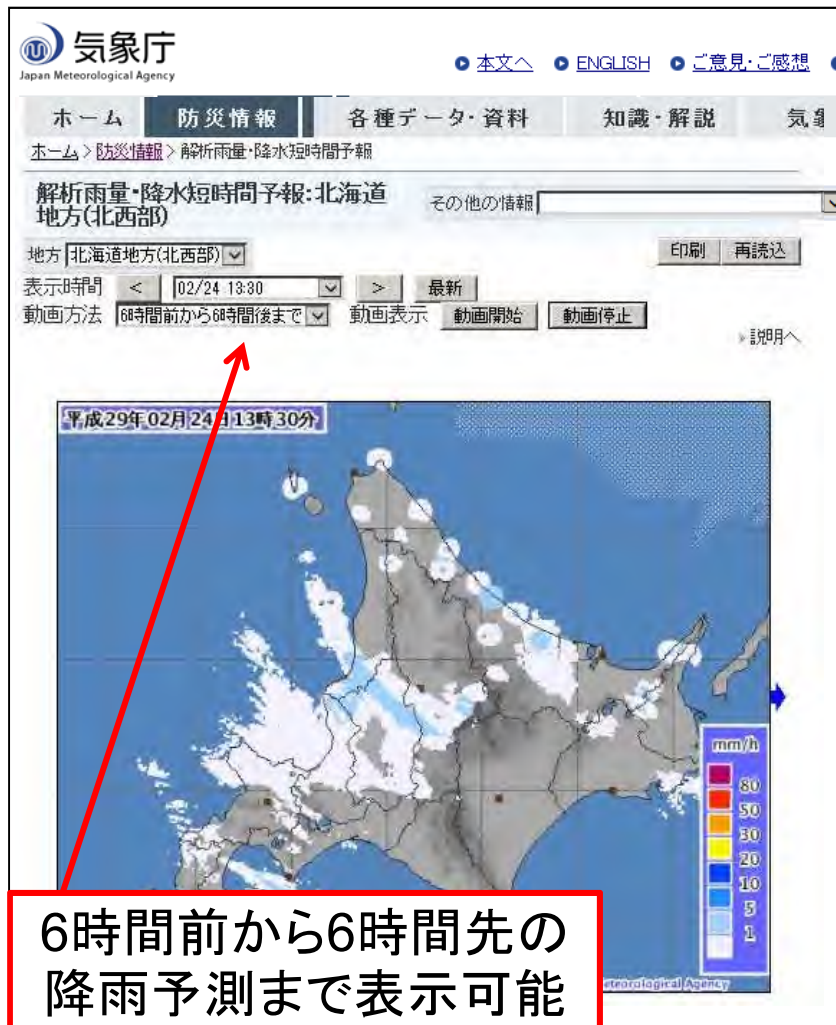 気象庁
Japan Meteorological Agency
本文へ ENGLISH ご意見・ご感想
ホーム 防災情報 各種データ・資料 知識・解説 気象
ホーム > 防災情報 > 解析雨量・降水短時間予報
解析雨量・降水短時間予報:北海道
地方(北西部)
その他の情報
地方 北海道地方(北西部) 印刷 再読込
表示時間 < 02/24 13:30 > 最新
動画方法 6時間前から6時間後まで 動画表示 動画開始 動画停止
説明へ
平成29年02月24日13時30分
mm/h
80
50
30
20
10
5
1
6時間前から6時間先の
降雨予測まで表示可能
eteorological Agency